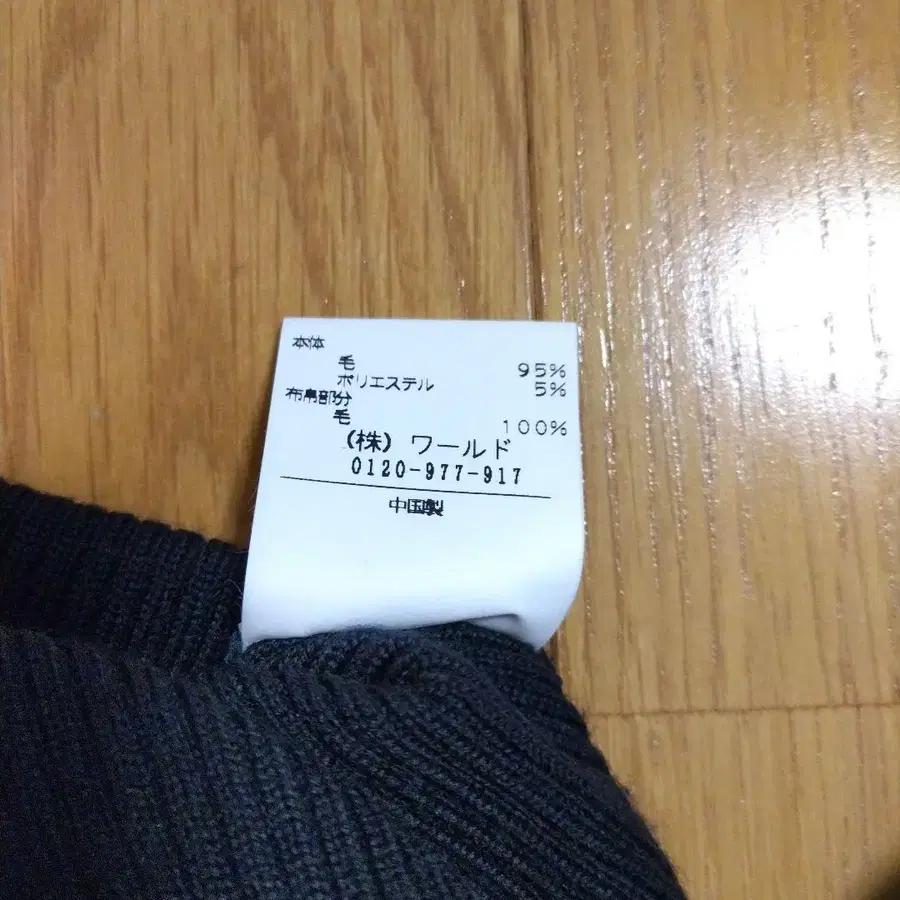 本体
毛 95%
ポリエステル 5%
布帛部分
毛 100%
(株) ワールド
0120-977-917
中国製